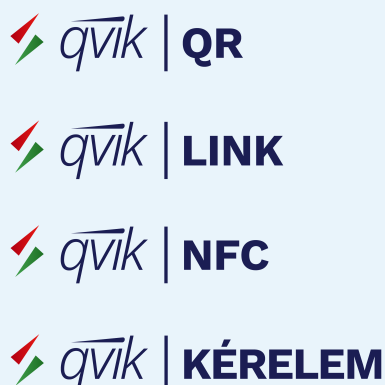 qvik | QR
qvik | LINK
qvik | NFC
qvik | KÉRELEM